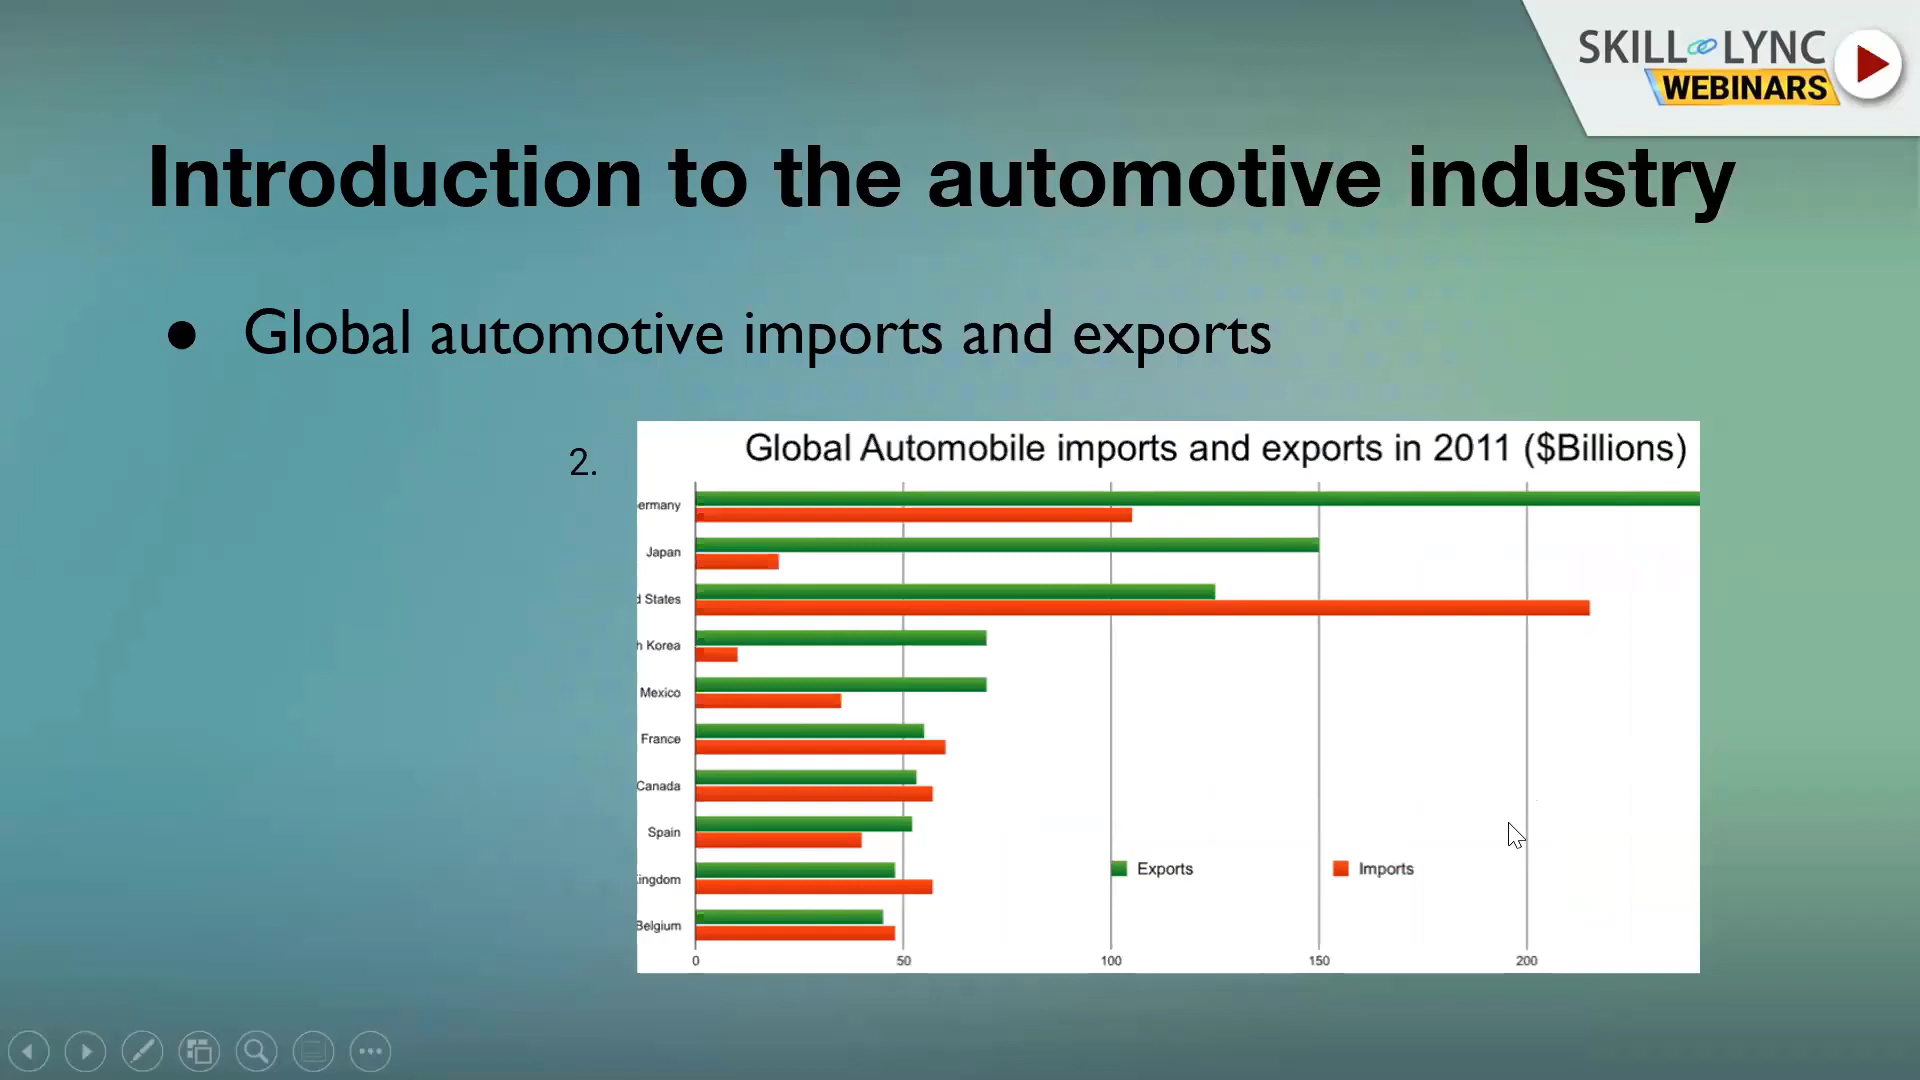 SKILL LYNC
WEBINARS
Introduction to the automotive industry
● Global automotive imports and exports
2.
Global Automobile imports and exports in 2011 ($Billions)
ermany
Japan
d States
h Korea
Mexico
France
Canada
Spain
Kingdom
Belgium
Exports
Imports
0 50 100 150 200